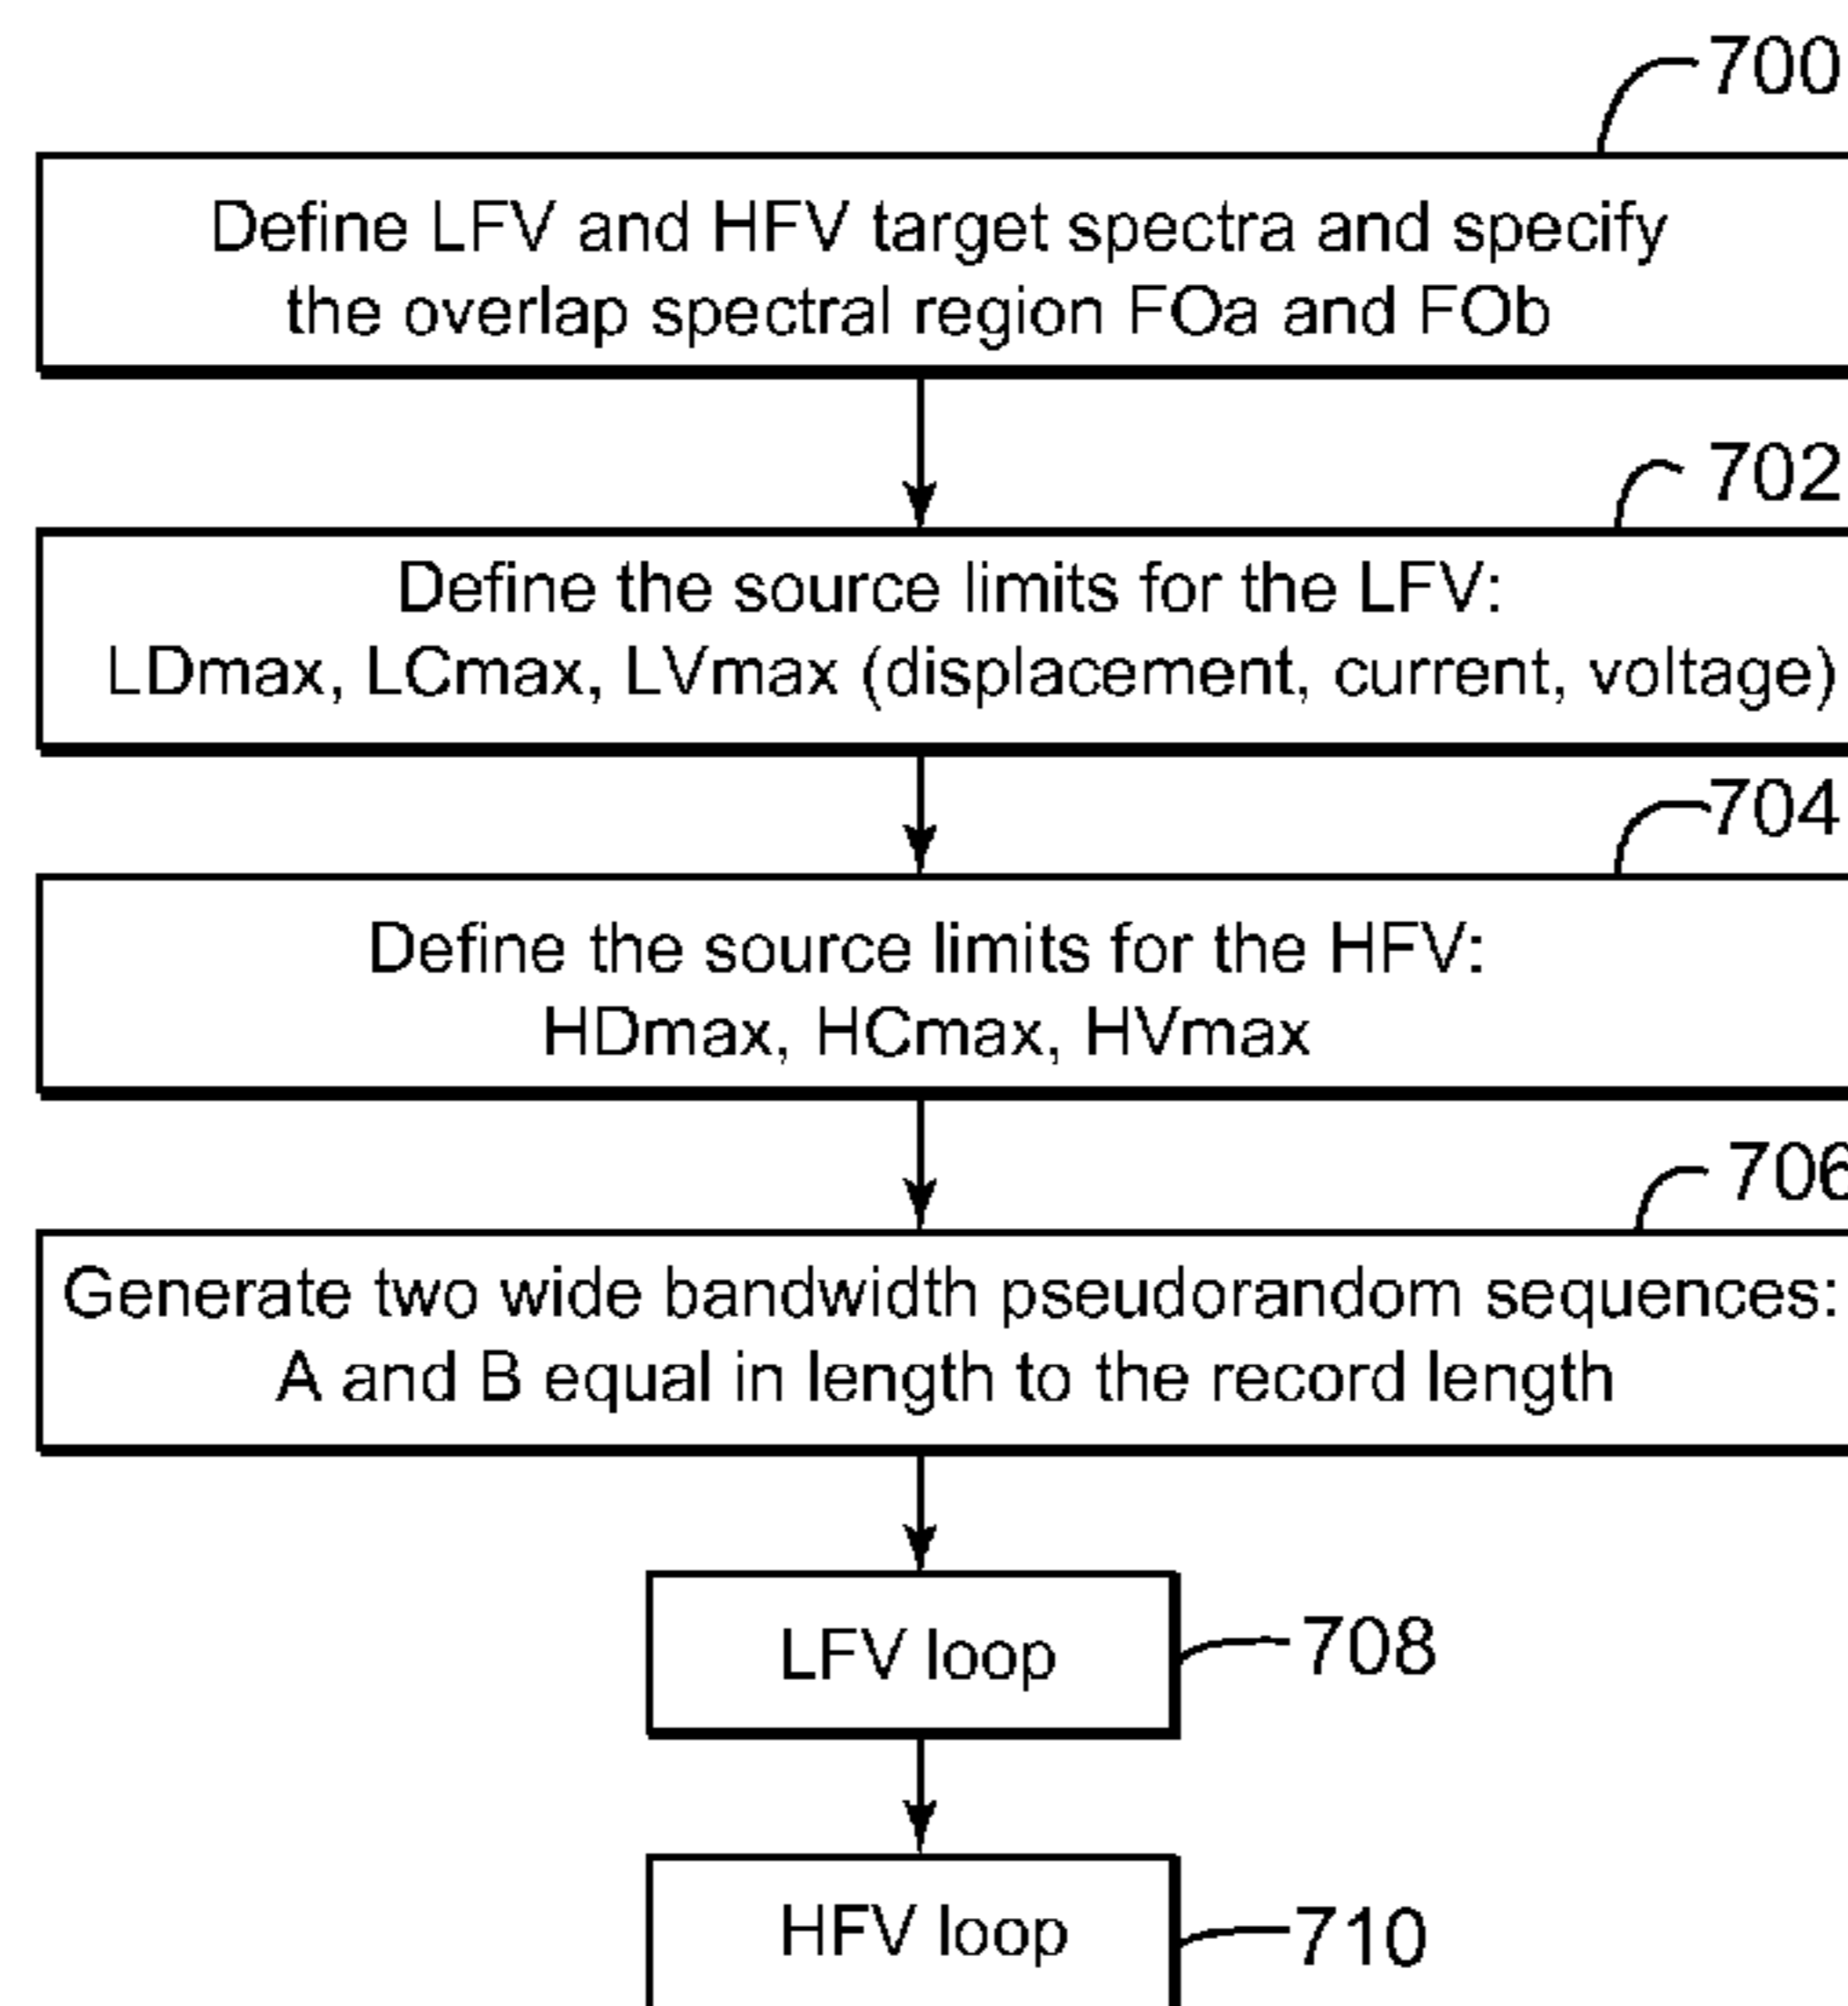 700
Define LFV and HFV target spectra and specify
the overlap spectral region FOa and FOb
702
Define the source limits for the LFV:
LDmax, LCmax, LVmax (displacement, current, voltage)
704
Define the source limits for the HFV:
HDmax, HCmax, HVmax
706
Generate two wide bandwidth pseudorandom sequences:
A and B equal in length to the record length
LFV loop
708
HFV loop
710